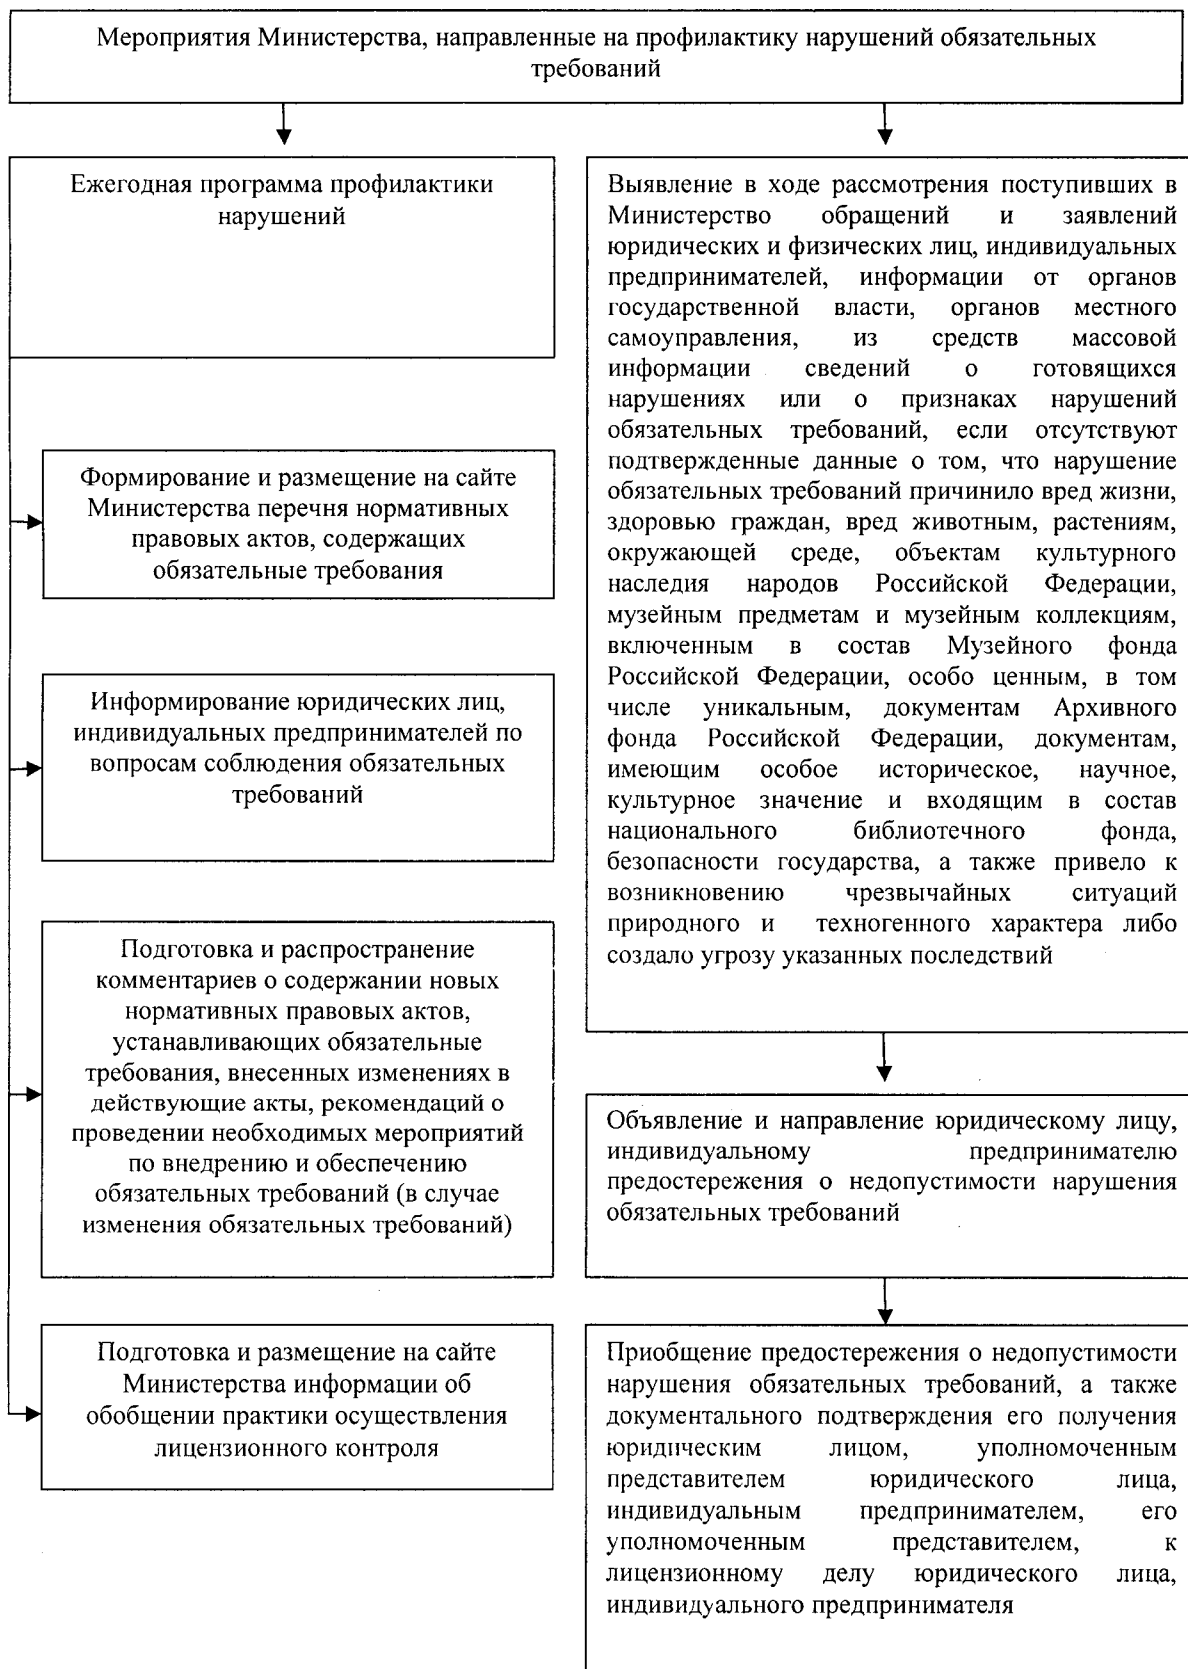 Мероприятия Министерства, направленные на профилактику нарушений обязательных
требований
Ежегодная программа профилактики
нарушений
Формирование и размещение на сайте
Министерства перечня нормативных
правовых актов, содержащих
обязательные требования
Информирование юридических лиц,
индивидуальных предпринимателей по
вопросам соблюдения обязательных
требований
Подготовка и распространение
комментариев о содержании новых
нормативных правовых актов,
устанавливающих обязательные
требования, внесенных изменениях в
действующие акты, рекомендаций о
проведении необходимых мероприятий
по внедрению и обеспечению
обязательных требований (в случае
изменения обязательных требований)
Подготовка и размещение на сайте
Министерства информации об
обобщении практики осуществления
лицензионного контроля
Выявление в ходе рассмотрения поступивших в
Министерство обращений и заявлений
юридических и физических лиц, индивидуальных
предпринимателей, информации от органов
государственной власти, органов местного
самоуправления, из средств массовой
информации сведений о готовящихся
нарушениях или о признаках нарушений
обязательных требований, если отсутствуют
подтвержденные данные о том, что нарушение
обязательных требований причинило вред жизни,
здоровью граждан, вред животным, растениям,
окружающей среде, объектам культурного
наследия народов Российской Федерации,
музейным предметам и музейным коллекциям,
включенным в состав Музейного фонда
Российской Федерации, особо ценным, в том
числе уникальным, документам Архивного
фонда Российской Федерации, документам,
имеющим особое историческое, научное,
культурное значение и входящим в состав
национального библиотечного фонда,
безопасности государства, а также привело к
возникновению чрезвычайных ситуаций
природного и техногенного характера либо
создало угрозу указанных последствий
Объявление и направление юридическому лицу,
индивидуальному предпринимателю
предостережения о недопустимости нарушения
обязательных требований
Приобщение предостережения о недопустимости
нарушения обязательных требований, а также
документального подтверждения его получения
юридическим лицом, уполномоченным
представителем юридического лица,
индивидуальным предпринимателем, его
уполномоченным представителем, к
лицензионному делу юридического лица,
индивидуального предпринимателя